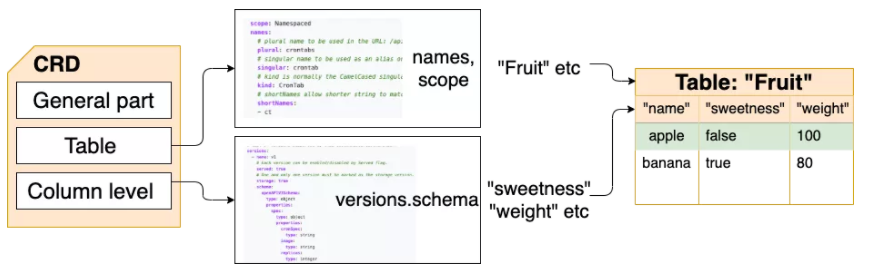 CRD
General part
Table
Column level
scope: Namespaced
names:
# plural name to be used in the URL: /ap
plural: crontabs
# singular name to be used as an alias o
singular: crontab
# kind is normally the CamelCased singul
kind: CronTab
# shortNames allow shorter string to mat
shortNames:
- ct
names,
scope
versions:
- name: v1
# Each version can be enabled/disabled by Served flag.
served: true
# One and only one version must be marked as the storage version.
storage: true
schema:
openAPIV3Schema:
type: object
properties:
spec:
type: object
properties:
cronSpec:
type: string
image:
type: string
replicas:
type: integer
versions.schema
"Fruit" etc
"sweetness"
"weight" etc
Table: "Fruit"
"name" "sweetness" "weight"
apple false 100
banana true 80